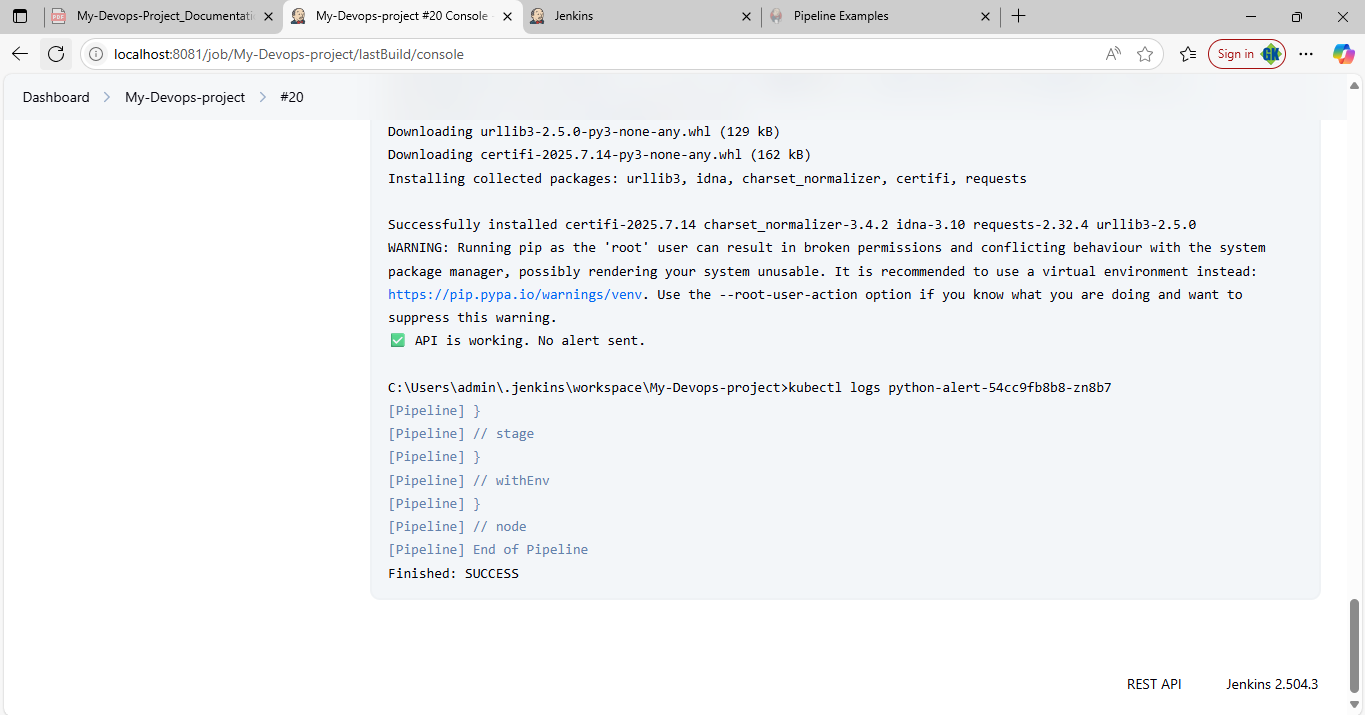 My-Devops-Project_Documentati
My-Devops-project #20 Console
Jenkins
Pipeline Examples
localhost:8081/job/My-Devops-project/lastBuild/console
Sign in GK
Dashboard > My-Devops-project > #20
Downloading urllib3-2.5.0-py3-none-any.whl (129 kB)
Downloading certifi-2025.7.14-py3-none-any.whl (162 kB)
Installing collected packages: urllib3, idna, charset_normalizer, certifi, requests
Successfully installed certifi-2025.7.14 charset_normalizer-3.4.2 idna-3.10 requests-2.32.4 urllib3-2.5.0
WARNING: Running pip as the 'root' user can result in broken permissions and conflicting behaviour with the system
package manager, possibly rendering your system unusable. It is recommended to use a virtual environment instead:
https://pip.pypa.io/warnings/venv. Use the --root-user-action option if you know what you are doing and want to
suppress this warning.
✅ API is working. No alert sent.
C:\Users\admin\.jenkins\workspace\My-Devops-project>kubectl logs python-alert-54cc9fb8b8-zn8b7
[Pipeline] }
[Pipeline] // stage
[Pipeline] }
[Pipeline] // withEnv
[Pipeline] }
[Pipeline] // node
[Pipeline] End of Pipeline
Finished: SUCCESS
REST API
Jenkins 2.504.3